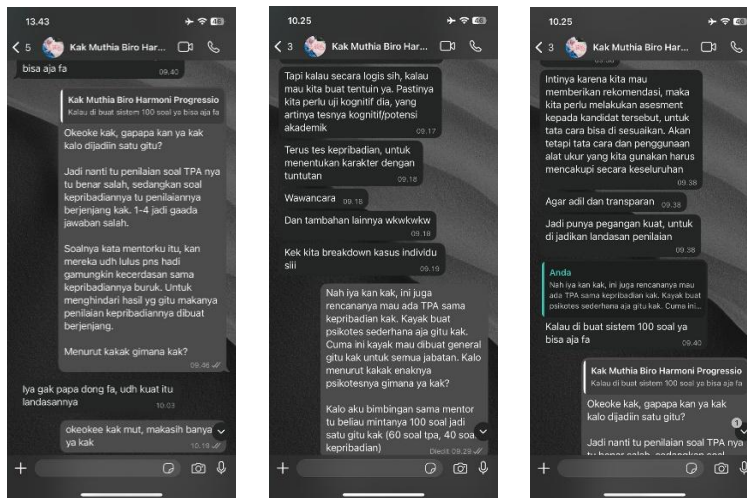 13.43
46
5
Kak Muthia Biro Har...
bisa aja fa
09.40
Kak Muthia Biro Harmoni Progressio
Kalau di buat sistem 100 soal ya bisa aja fa
Okeoke kak, gapapa kan ya kak
kalo dijadiin satu gitu?
Jadi nanti tu penilaian soal TPA nya
tu benar salah, sedangkan soal
kepribadiannya tu penilaiannya
berjenjang kak. 1-4 jadi gaada
jawaban salah.
Soalnya kata mentorku itu, kan
mereka udh lulus pns hadi
gamungkin kecerdasan sama
kepribadiannya buruk. Untuk
menghindari hasil yg gitu makanya
penilaian kepribadiannya dibuat
berjenjang.
Menurut kakak gimana kak?
09.46
Iya gak papa dong fa, udh kuat itu
landasannya
10.03
okeokee kak mut, makasih banya
ya kak
10.18
10.25
46
3
Kak Muthia Biro Har...
Tapi kalau secara logis sih, kalau
mau kita buat tentuin ya. Pastinya
kita perlu uji kognitif dia, yang
artinya tesnya kognitif/potensi
akademik
09.17
Terus tes kepribadian, untuk
menentukan karakter dengan
tuntutan
09.18
Wawancara
09.18
Dan tambahan lainnya wkwkwkw
09.18
Kek kita breakdown kasus individu
siii
09.19
Nah iya kan kak, ini juga
rencananya mau ada TPA sama
kepribadian kak. Kayak buat
psikotes sederhana aja gitu kak.
Cuma ini kayak mau dibuat general
gitu kak untuk semua jabatan. Kalo
menurut kakak enaknya
psikotesnya gimana ya kak?
Kalo aku bimbingan sama mentor
tu beliau mintanya 100 soal jadi
satu gitu kak (60 soal tpa, 40 soa
kepribadian)
Diedit 09.29
10.25
46
3
Kak Muthia Biro Har...
Intinya karena kita mau
memberikan rekomendasi, maka
kita perlu melakukan asesment
kepada kandidat tersebut, untuk
tata cara bisa di sesuaikan. Akan
tetapi tata cara dan penggunaan
alat ukur yang kita gunakan harus
mencakupi secara keseluruhan
09.38
Agar adil dan transparan
09.38
Jadi punya pegangan kuat, untuk
di jadikan landasan penilaian
09.38
Anda
Nah iya kan kak, ini juga rencananya mau
ada TPA sama kepribadian kak. Kayak buat
psikotes sederhana aja gitu kak. Cuma ini...
Kalau di buat sistem 100 soal ya
bisa aja fa
09.40
Kak Muthia Biro Harmoni Progressio
Kalau di buat sistem 100 soal ya bisa aja fa
Okeoke kak, gapapa kan ya kak
kalo dijadiin satu gitu?
1
Jadi nanti tu penilaian soal TPA nya